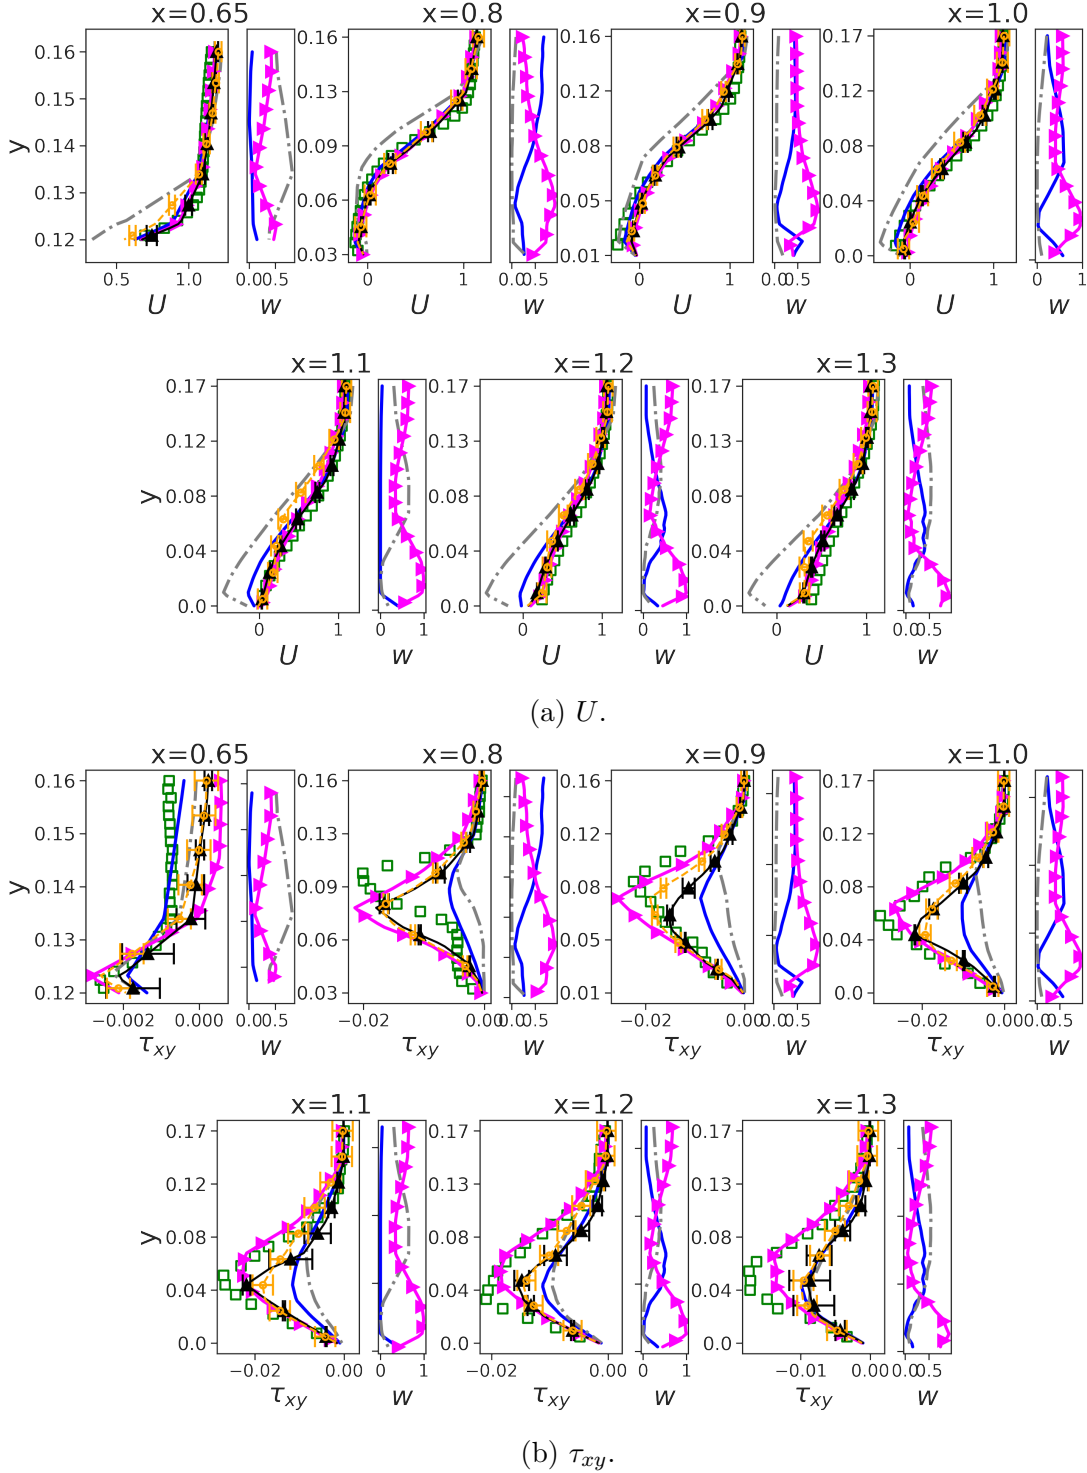 x=0.65 x=0.8 x=0.9 x=1.0
0.16 0.16 0.16 0.17
0.15 0.13 0.12 0.12
0.14 0.09 0.08 0.08
0.13 0.06 0.05 0.04
0.12 0.03 0.01 0.0
y
0.5 1.0 0.00.5 0 1 0.00.5 0 1 0.00.5 0 1 0 1
U w U w U w U w
x=1.1 x=1.2 x=1.3
0.17 0.17 0.17
0.12 0.13 0.13
0.08 0.08 0.08
0.04 0.04 0.04
0.0 0.0 0.0
y
0 1 0 1 0 1 0 1 0 1 0.00.5
U w U w U w
(a) U.
x=0.65 x=0.8 x=0.9 x=1.0
0.16 0.16 0.16 0.17
0.15 0.13 0.12 0.12
0.14 0.09 0.08 0.08
0.13 0.06 0.05 0.04
0.12 0.03 0.01 0.0
y
−0.002 0.000 0.00.5 −0.02 0.00 0.00.5 −0.02 0.00 0.00.5 −0.02 0.00 0.00.5
τxy w τxy w τxy w τxy w
x=1.1 x=1.2 x=1.3
0.17 0.17 0.17
0.12 0.13 0.13
0.08 0.08 0.08
0.04 0.04 0.04
0.0 0.0 0.0
y
−0.02 0.00 0 1 −0.02 0.00 0 1 −0.01 0.00 0.00.5
τxy w τxy w τxy w
(b) τxy.